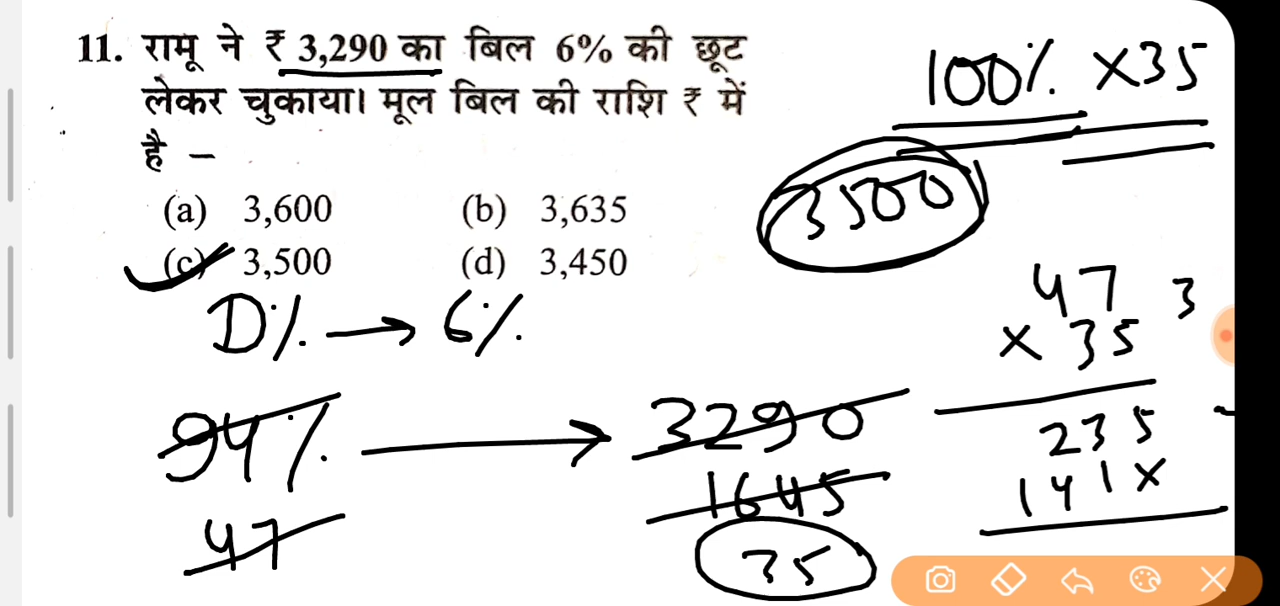 11. रामू ने ₹ 3,290 का बिल 6% की छूट
लेकर चुकाया। मूल बिल की राशि ₹ में
है –
(a) 3,600 (b) 3,635
(c) 3,500 (d) 3,450
100% ×35
3500
D% → 6%
94% → 3290
1645
47
35
47 3
× 35
235
141×